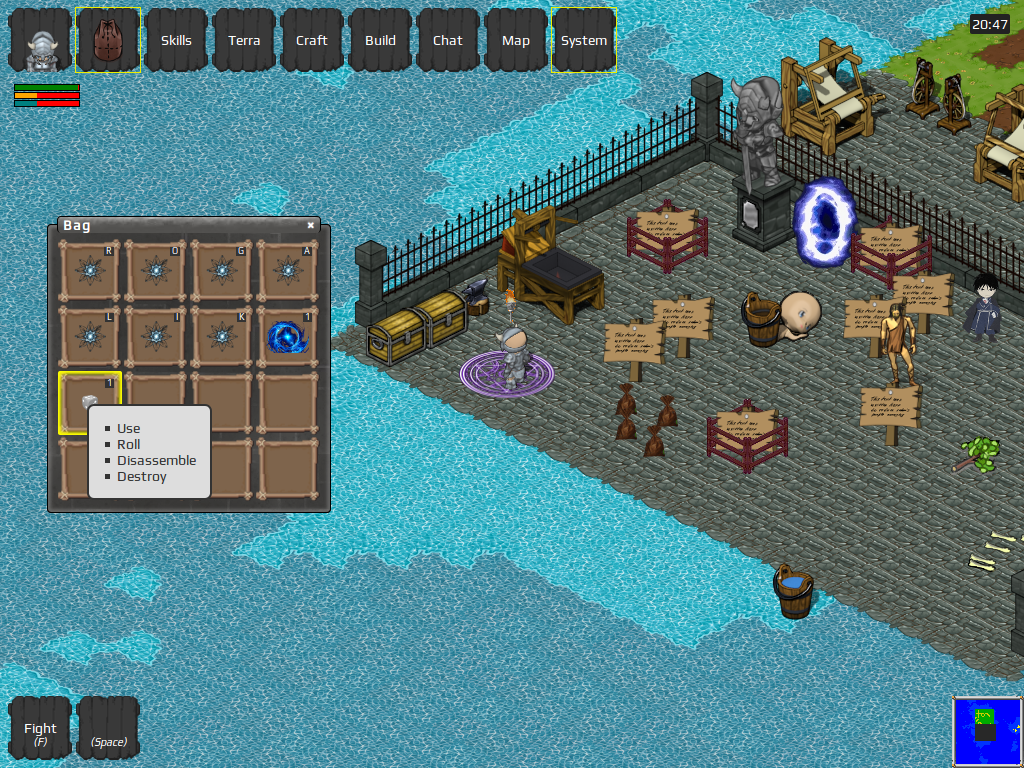 Skills
Terra
Craft
Build
Chat
Map
System
20:47
Bag
R
O
G
A
L
I
K
1
1
Use
Roll
Disassemble
Destroy
Fight
(F)
(Space)